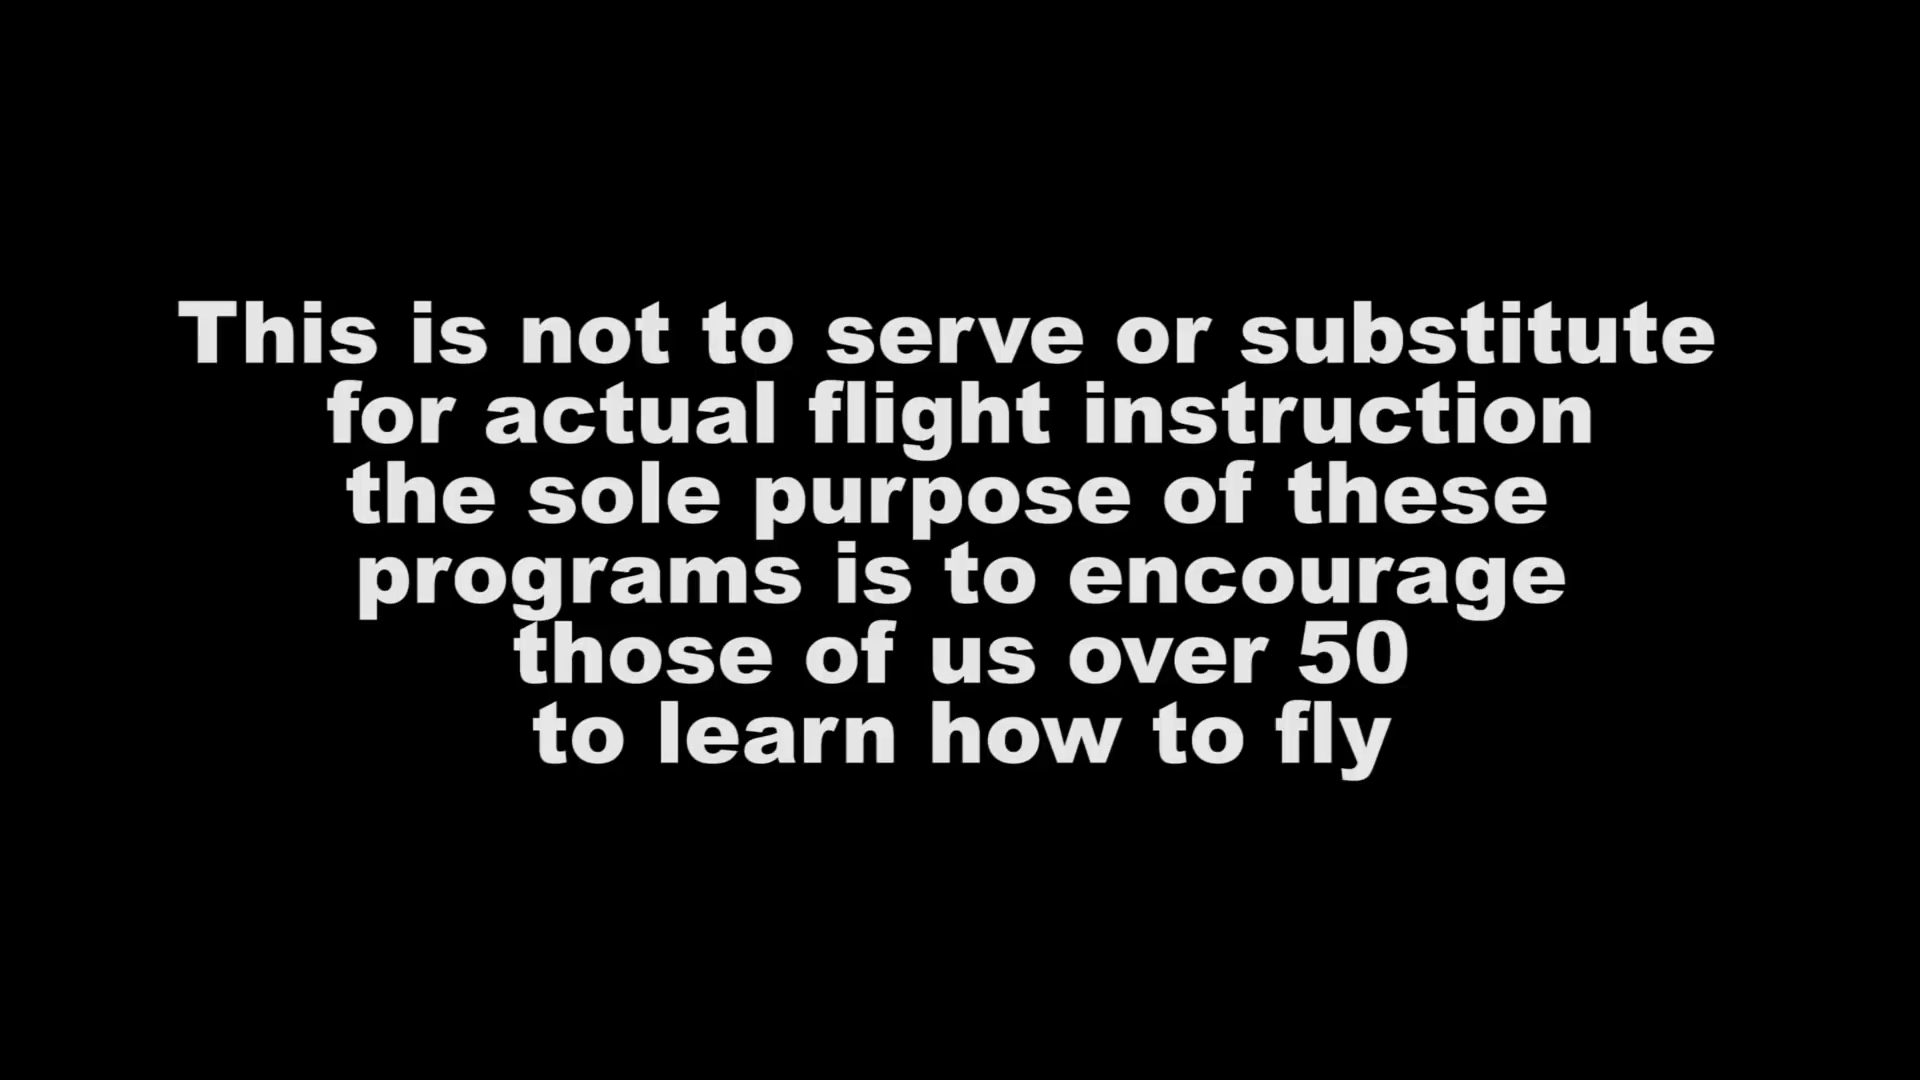 This is not to serve or substitute
for actual flight instruction
the sole purpose of these
programs is to encourage
those of us over 50
to learn how to fly